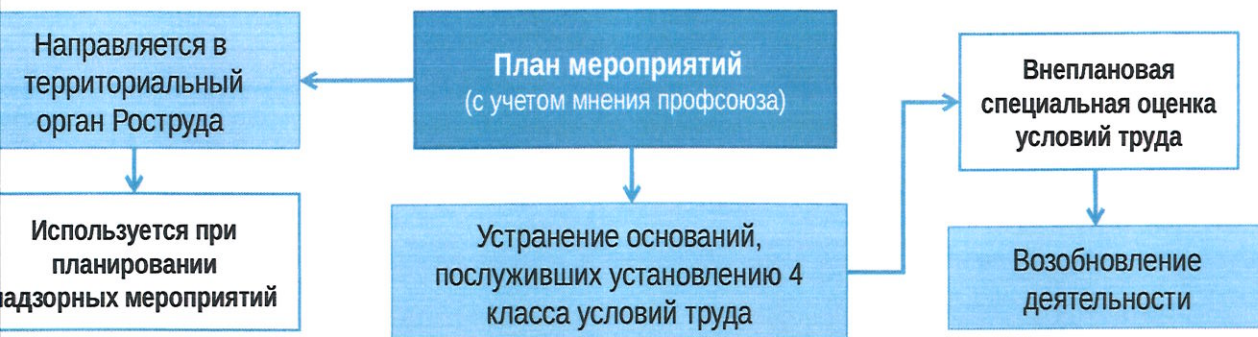 Направляется в
территориальный
орган Роструда
Используется при
планировании
надзорных мероприятий
План мероприятий
(с учетом мнения профсоюза)
Устранение оснований,
послуживших установлению 4
класса условий труда
Внеплановая
специальная оценка
условий труда
Возобновление
деятельности